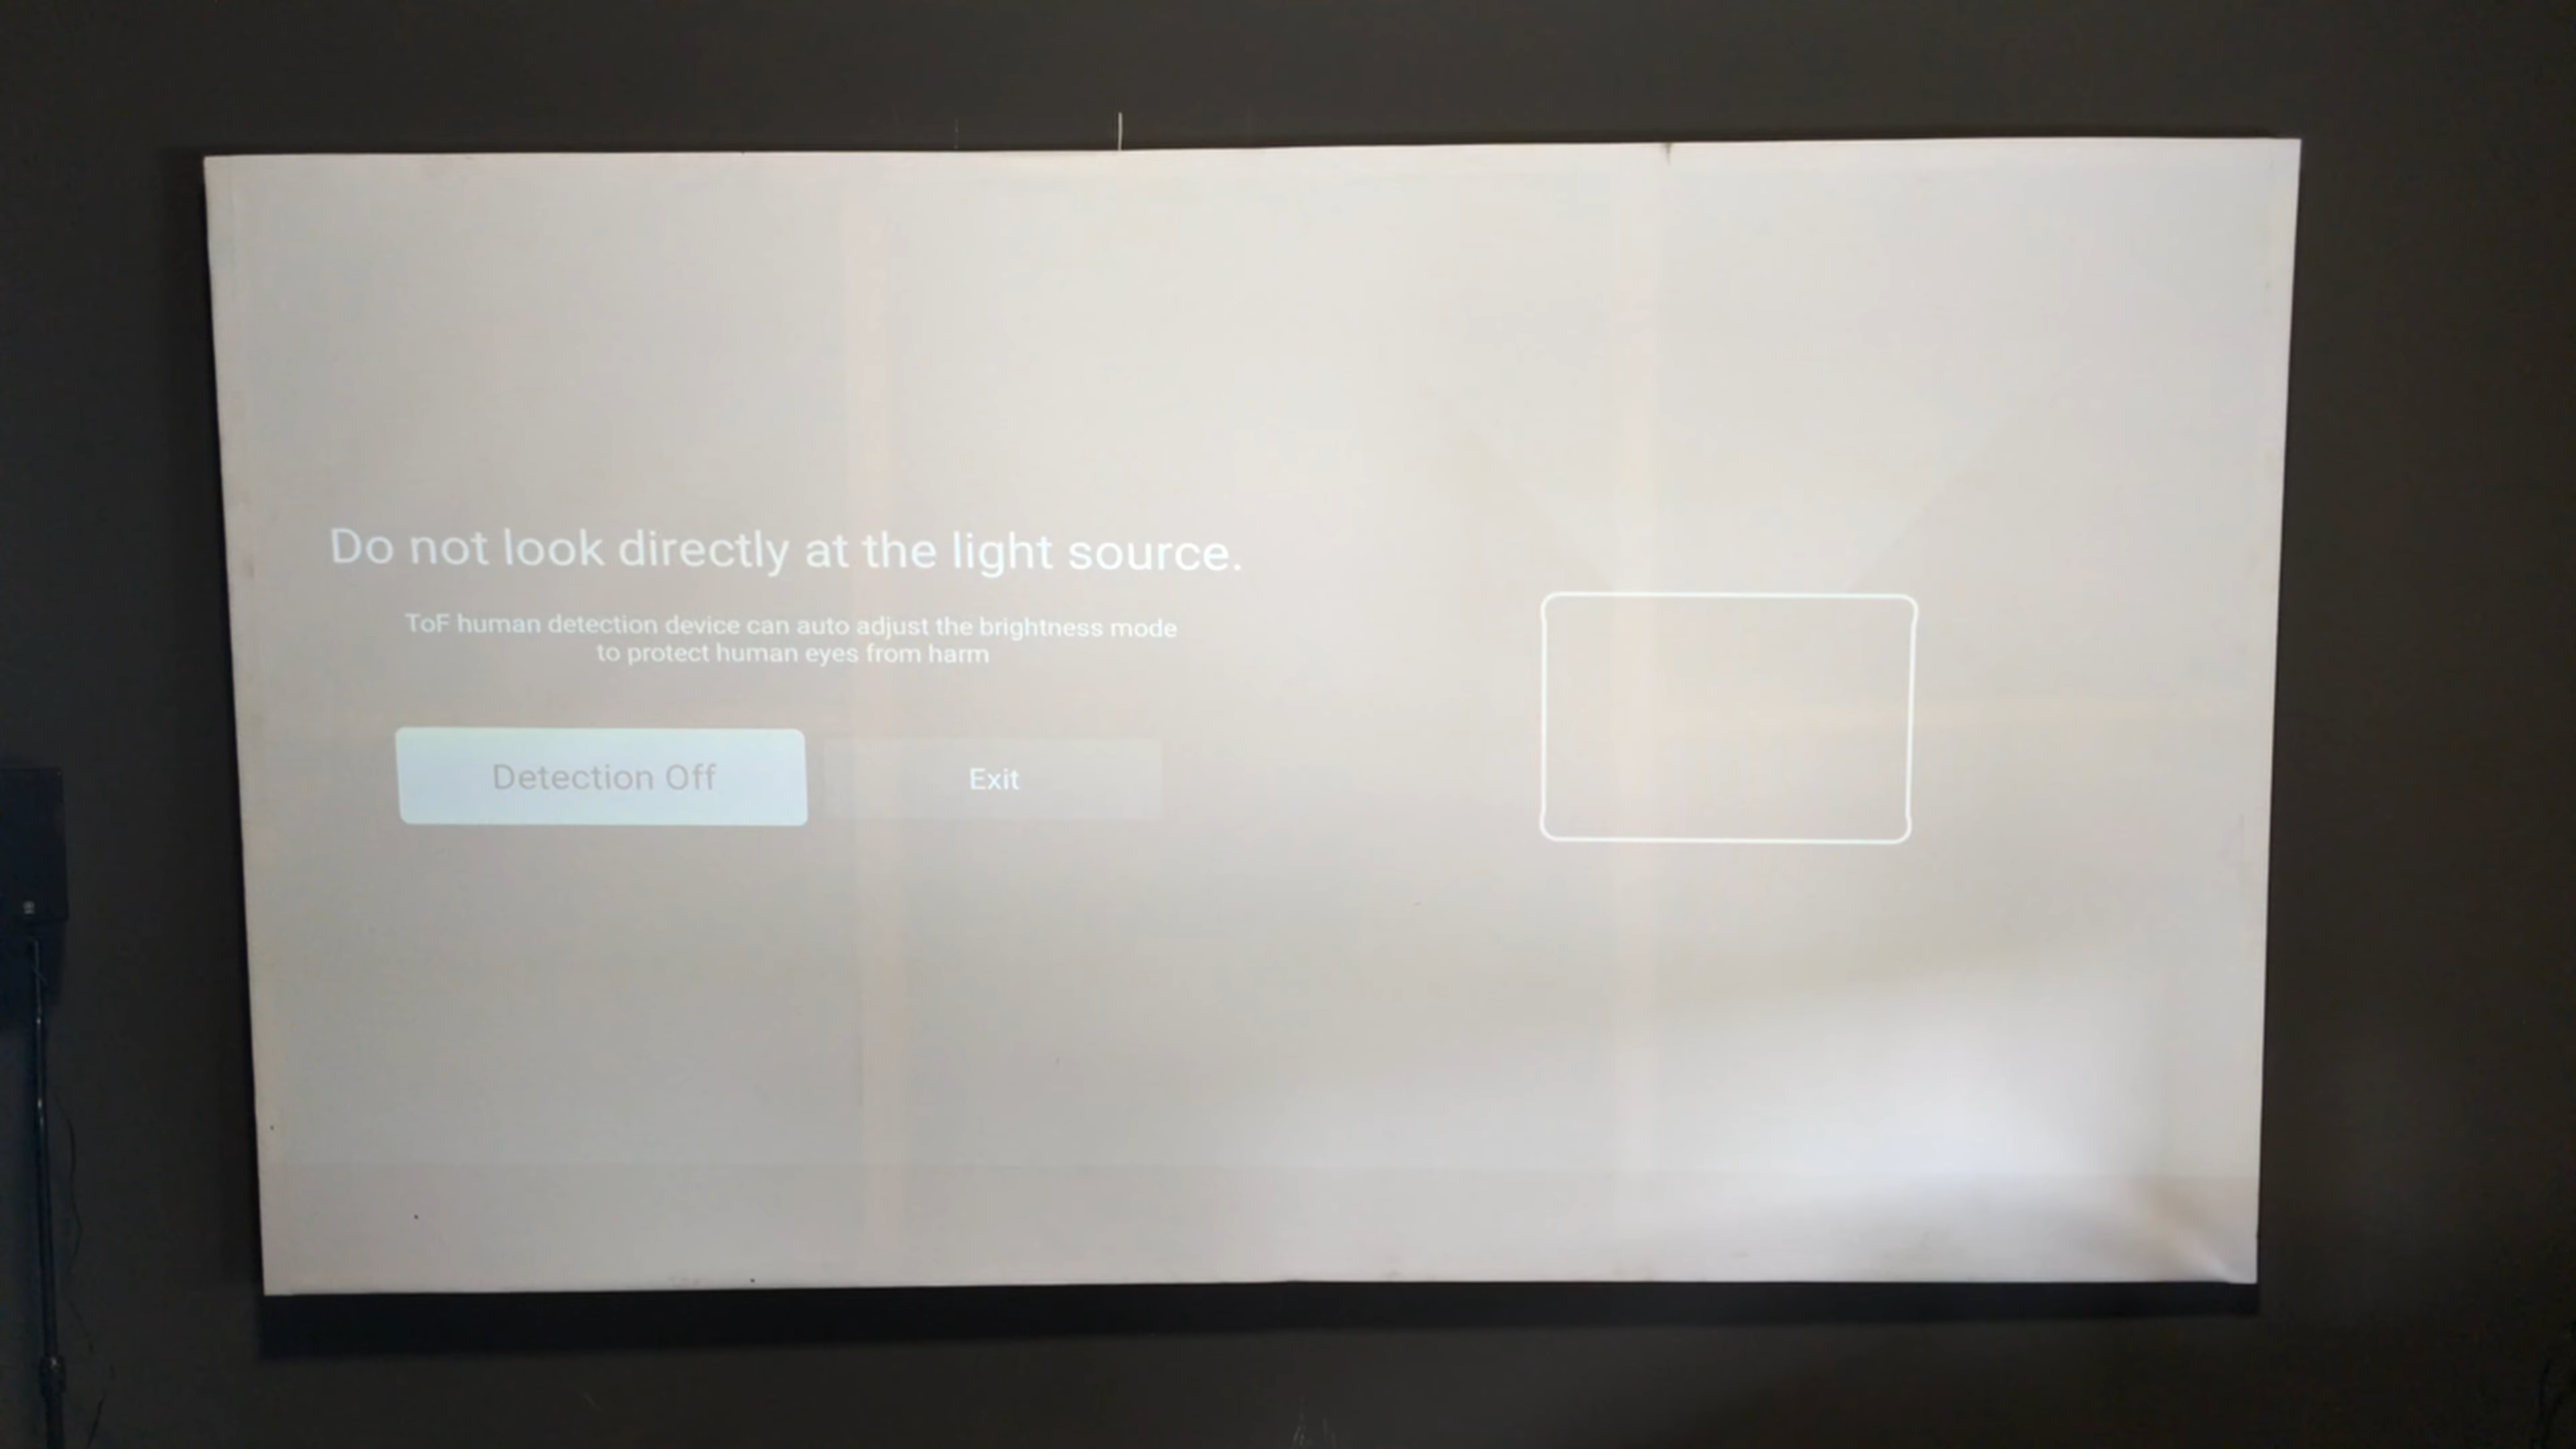 Do not look directly at the light source.
ToF human detection device can auto adjust the brightness mode
to protect human eyes from harm
Detection Off
Exit